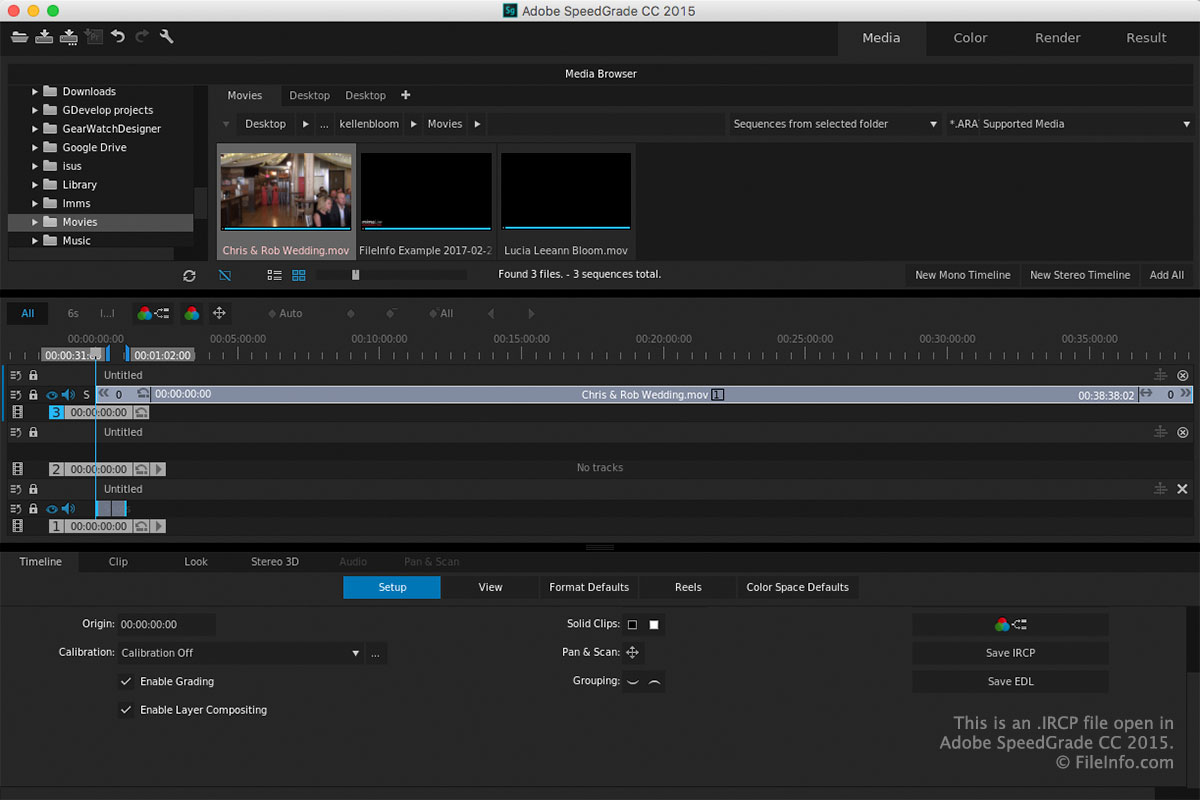 Sg Adobe SpeedGrade CC 2015
Media Color Render Result
Media Browser
Downloads
GDevelop projects
GearWatchDesigner
Google Drive
isus
Library
lmms
Movies
Music
Movies Desktop Desktop +
Desktop ... kellenbloom Movies Sequences from selected folder *.ARA Supported Media
Chris & Rob Wedding.mov FileInfo Example 2017-02-2 Lucia Leeann Bloom.mov
Found 3 files. - 3 sequences total. New Mono Timeline New Stereo Timeline Add All
All 6s I...I Auto All
00:00:00:00 00:05:00:00 00:10:00:00 00:15:00:00 00:20:00:00 00:25:00:00 00:30:00:00 00:35:00:00
00:00:31: 00:01:02:00
Untitled
S 0 00:00:00:00 Chris & Rob Wedding.mov 1 00:38:38:02 0
3 00:00:00:00
Untitled
2 00:00:00:00 No tracks
Untitled
1 00:00:00:00
Timeline Clip Look Stereo 3D Audio Pan & Scan
Setup View Format Defaults Reels Color Space Defaults
Origin: 00:00:00:00 Solid Clips:
Calibration: Calibration Off ... Pan & Scan: Save IRCP
Enable Grading Grouping: Save EDL
Enable Layer Compositing
This is an .IRCP file open in
Adobe SpeedGrade CC 2015.
© FileInfo.com